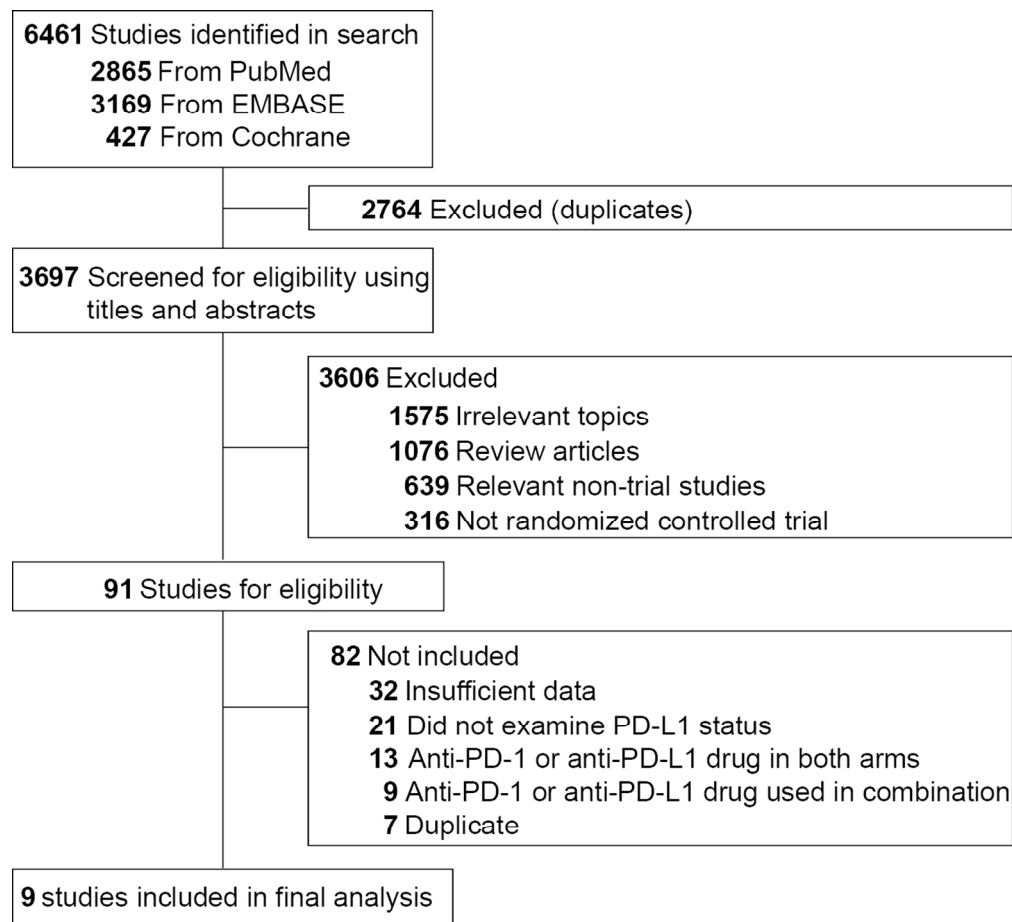 6461 Studies identified in search
2865 From PubMed
3169 From EMBASE
427 From Cochrane
2764 Excluded (duplicates)
3697 Screened for eligibility using
titles and abstracts
3606 Excluded
1575 Irrelevant topics
1076 Review articles
639 Relevant non-trial studies
316 Not randomized controlled trial
91 Studies for eligibility
82 Not included
32 Insufficient data
21 Did not examine PD-L1 status
13 Anti-PD-1 or anti-PD-L1 drug in both arms
9 Anti-PD-1 or anti-PD-L1 drug used in combination
7 Duplicate
9 studies included in final analysis